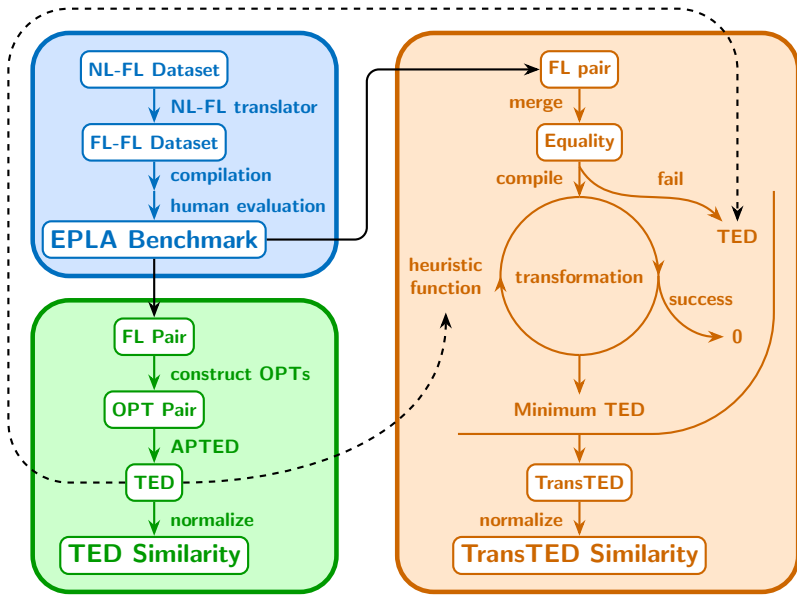 NL-FL Dataset
NL-FL translator
FL-FL Dataset
compilation
human evaluation
EPLA Benchmark
FL Pair
construct OPTs
OPT Pair
APTED
TED
normalize
TED Similarity
FL pair
merge
Equality
compile
fail
TED
heuristic
function
transformation
success
0
Minimum TED
TransTED
normalize
TransTED Similarity